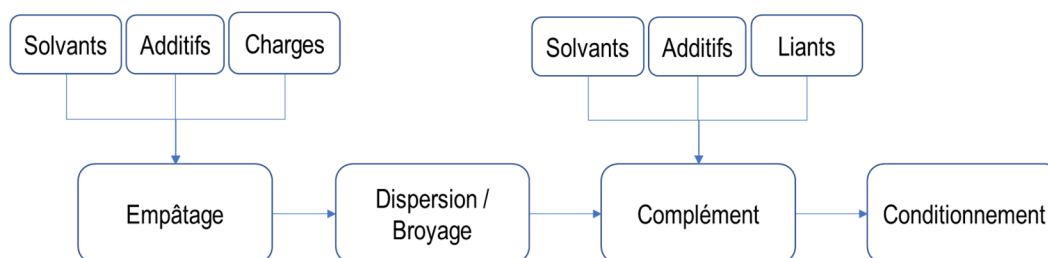 Solvants
Additifs
Charges
Solvants
Additifs
Liants
Empâtage
Dispersion /
Broyage
Complément
Conditionnement